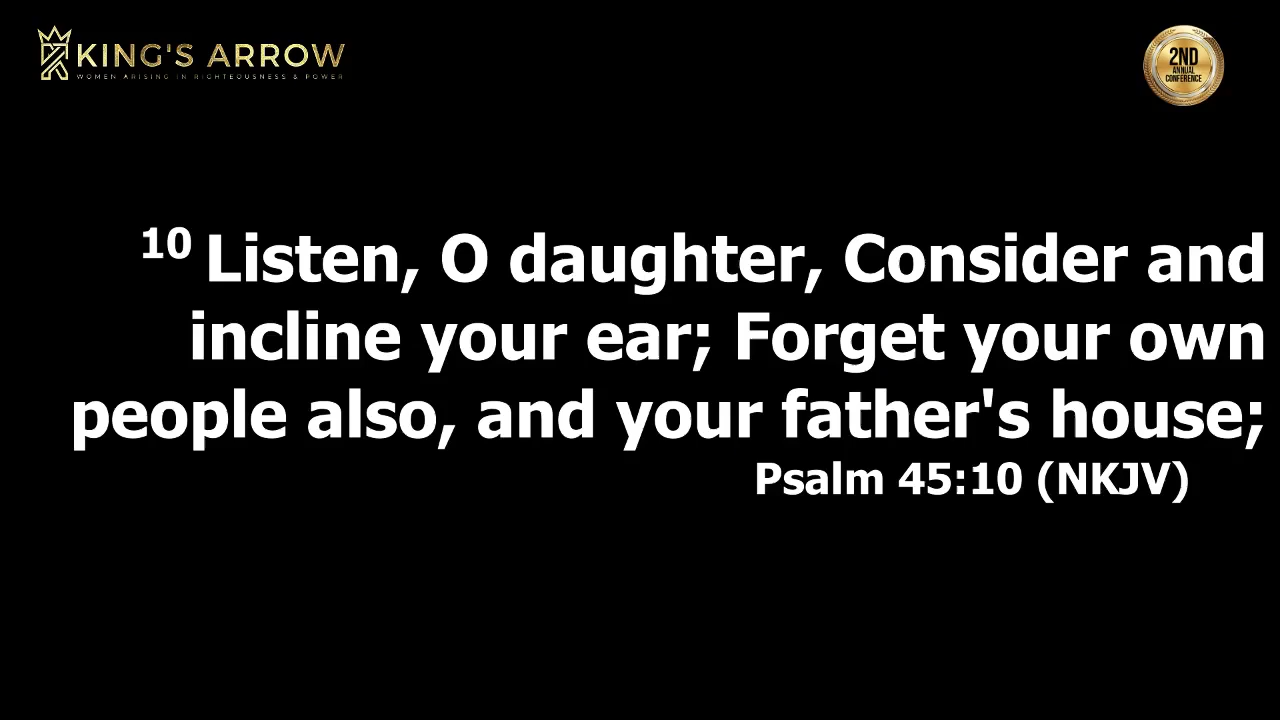 KING'S ARROW
WOMEN ARISING IN RIGHTEOUSNESS & POWER
2ND
ANNUAL
CONFERENCE
10 Listen, O daughter, Consider and
incline your ear; Forget your own
people also, and your father's house;
Psalm 45:10 (NKJV)